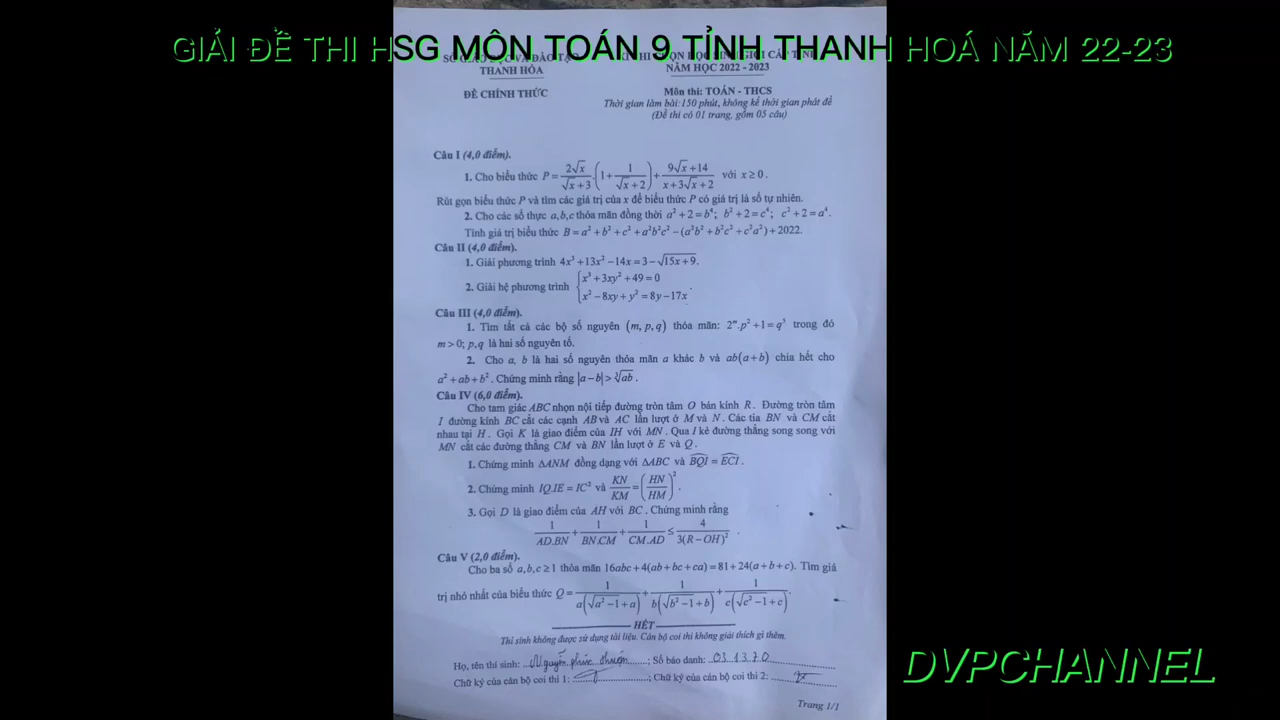 GIẢI ĐỀ THI HSG MÔN TOÁN 9 TỈNH THANH HOÁ NĂM 22-23
SỞ GIÁO DỤC VÀ ĐÀO TẠO
THANH HÓA
ĐỀ CHÍNH THỨC
KÌ THI CHỌN HỌC SINH GIỎI CẤP TỈNH
NĂM HỌC 2022 - 2023
Môn thi: TOÁN - THCS
Thời gian làm bài: 150 phút, không kể thời gian phát đề
(Đề thi có 01 trang, gồm 05 câu)
Câu I (4,0 điểm).
1. Cho biểu thức P = 2√x/(√x+3).(1+1/(√x+2))+(9√x+14)/(x+3√x+2) với x ≥ 0.
Rút gọn biểu thức P và tìm các giá trị của x để biểu thức P có giá trị là số tự nhiên.
2. Cho các số thực a,b,c thỏa mãn đồng thời a²+2=b⁴; b²+2=c⁴; c²+2=a⁴.
Tính giá trị biểu thức B = a²+b²+c²+a²b²c²-(a²b²+b²c²+c²a²)+2022.
Câu II (4,0 điểm).
1. Giải phương trình 4x³+13x²-14x=3-√(15x+9).
2. Giải hệ phương trình {x³+3xy²+49=0
x²-8xy+y²=8y-17x.
Câu III (4,0 điểm).
1. Tìm tất cả các bộ số nguyên (m, p, q) thỏa mãn: 2ᵐ.p²+1=q⁵ trong đó
m > 0; p,q là hai số nguyên tố.
2. Cho a, b là hai số nguyên thỏa mãn a khác b và ab(a+b) chia hết cho
a²+ab+b². Chứng minh rằng |a-b|>∛(ab).
Câu IV (6,0 điểm).
Cho tam giác ABC nhọn nội tiếp đường tròn tâm O bán kính R. Đường tròn tâm
I đường kính BC cắt các cạnh AB và AC lần lượt ở M và N. Các tia BN và CM cắt
nhau tại H. Gọi K là giao điểm của IH với MN. Qua I kẻ đường thẳng song song với
MN cắt các đường thẳng CM và BN lần lượt ở E và Q.
1. Chứng minh ΔANM đồng dạng với ΔABC và BQI = ECI.
2. Chứng minh IQ.IE = IC² và KN/KM=(HN/HM)².
3. Gọi D là giao điểm của AH với BC. Chứng minh rằng
1/(AD.BN)+1/(BN.CM)+1/(CM.AD)≤4/(3(R-OH)²).
Câu V (2,0 điểm).
Cho ba số a,b,c ≥ 1 thỏa mãn 16abc+4(ab+bc+ca)=81+24(a+b+c). Tìm giá
trị nhỏ nhất của biểu thức Q=1/(a(√(a²-1)+a))+1/(b(√(b²-1)+b))+1/(c(√(c²-1)+c)).
HẾT
Thí sinh không được sử dụng tài liệu. Cán bộ coi thi không giải thích gì thêm.
Họ, tên thí sinh: Nguyễn phúc thuận; Số báo danh: 031370
Chữ ký của cán bộ coi thi 1: ; Chữ ký của cán bộ coi thi 2:
Trang 1/1
DVPCHANNEL